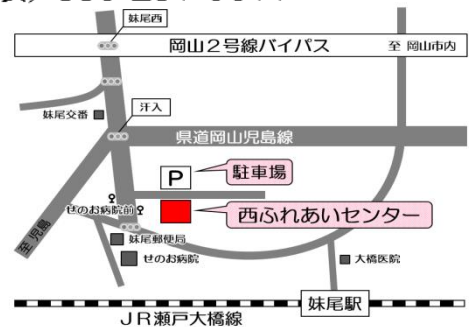 妹尾西
岡山２号線バイパス
至 岡山市内
妹尾交番
汗入
県道岡山児島線
P
駐車場
西ふれあいセンター
せのお病院前
至 児島
妹尾郵便局
せのお病院
大橋医院
妹尾駅
ＪＲ瀬戸大橋線